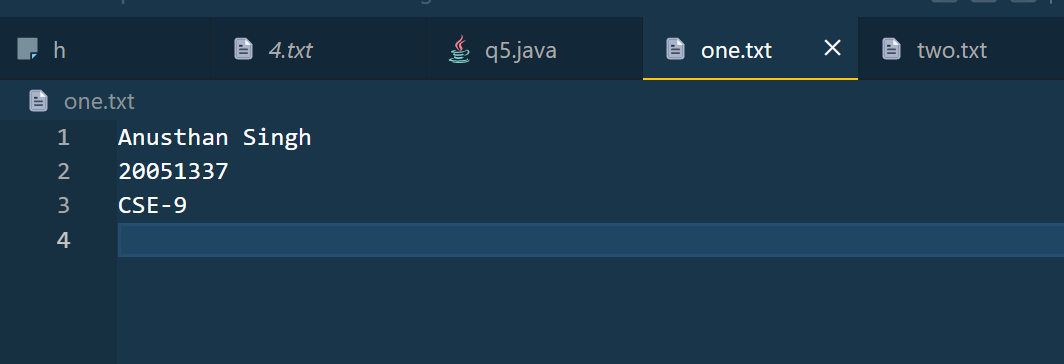 h
4.txt
q5.java
one.txt
two.txt
one.txt
1 Anusthan Singh
2 20051337
3 CSE-9
4